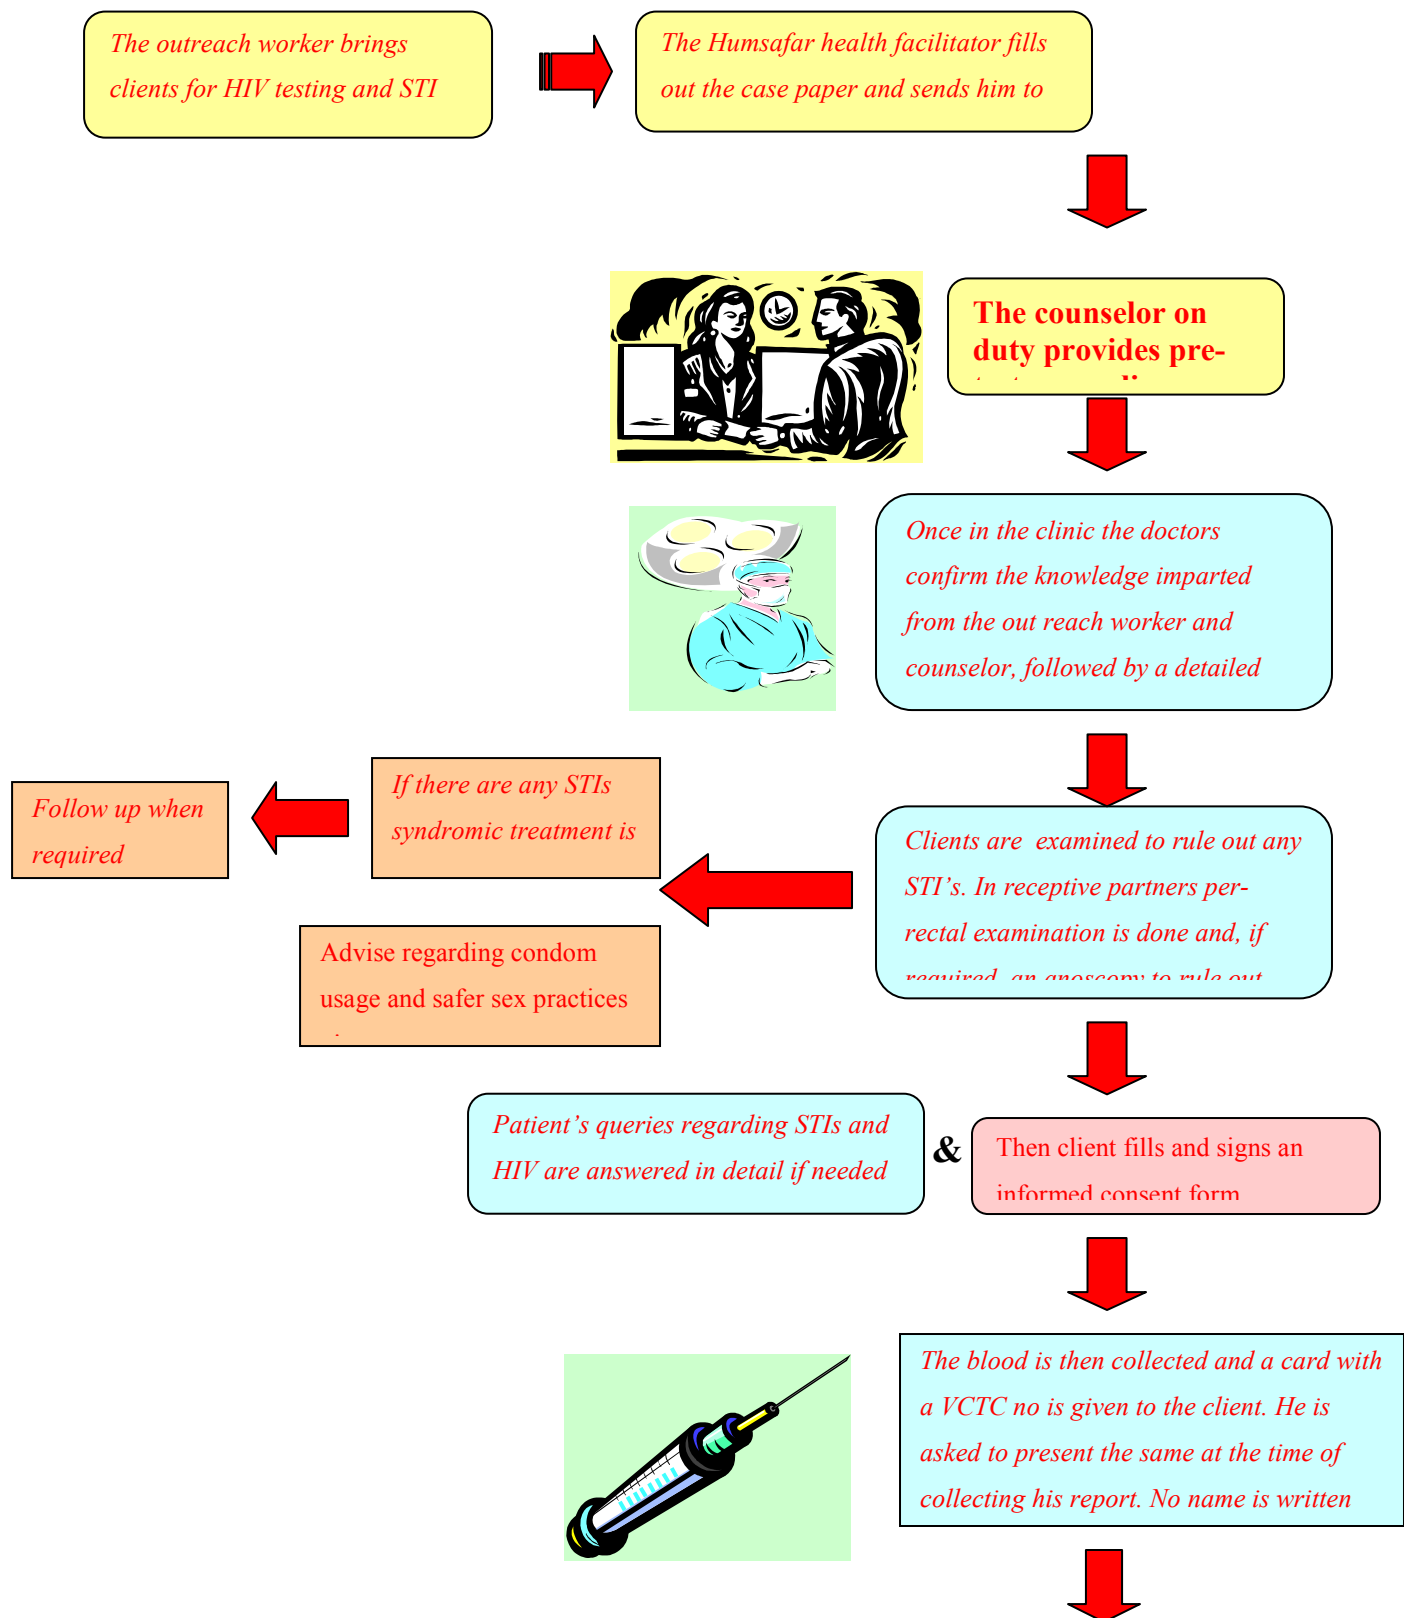 The outreach worker brings
clients for HIV testing and STI
The Humsafar health facilitator fills
out the case paper and sends him to
The counselor on
duty provides pre-
Once in the clinic the doctors
confirm the knowledge imparted
from the out reach worker and
counselor, followed by a detailed
If there are any STIs
syndromic treatment is
Follow up when
required
Clients are  examined to rule out any
STI’s. In receptive partners per-
rectal examination is done and, if
required, an anoscopy to rule out
Advise regarding condom
usage and safer sex practices
Patient’s queries regarding STIs and
HIV are answered in detail if needed
&
Then client fills and signs an
informed consent form
The blood is then collected and a card with
a VCTC no is given to the client. He is
asked to present the same at the time of
collecting his report. No name is written